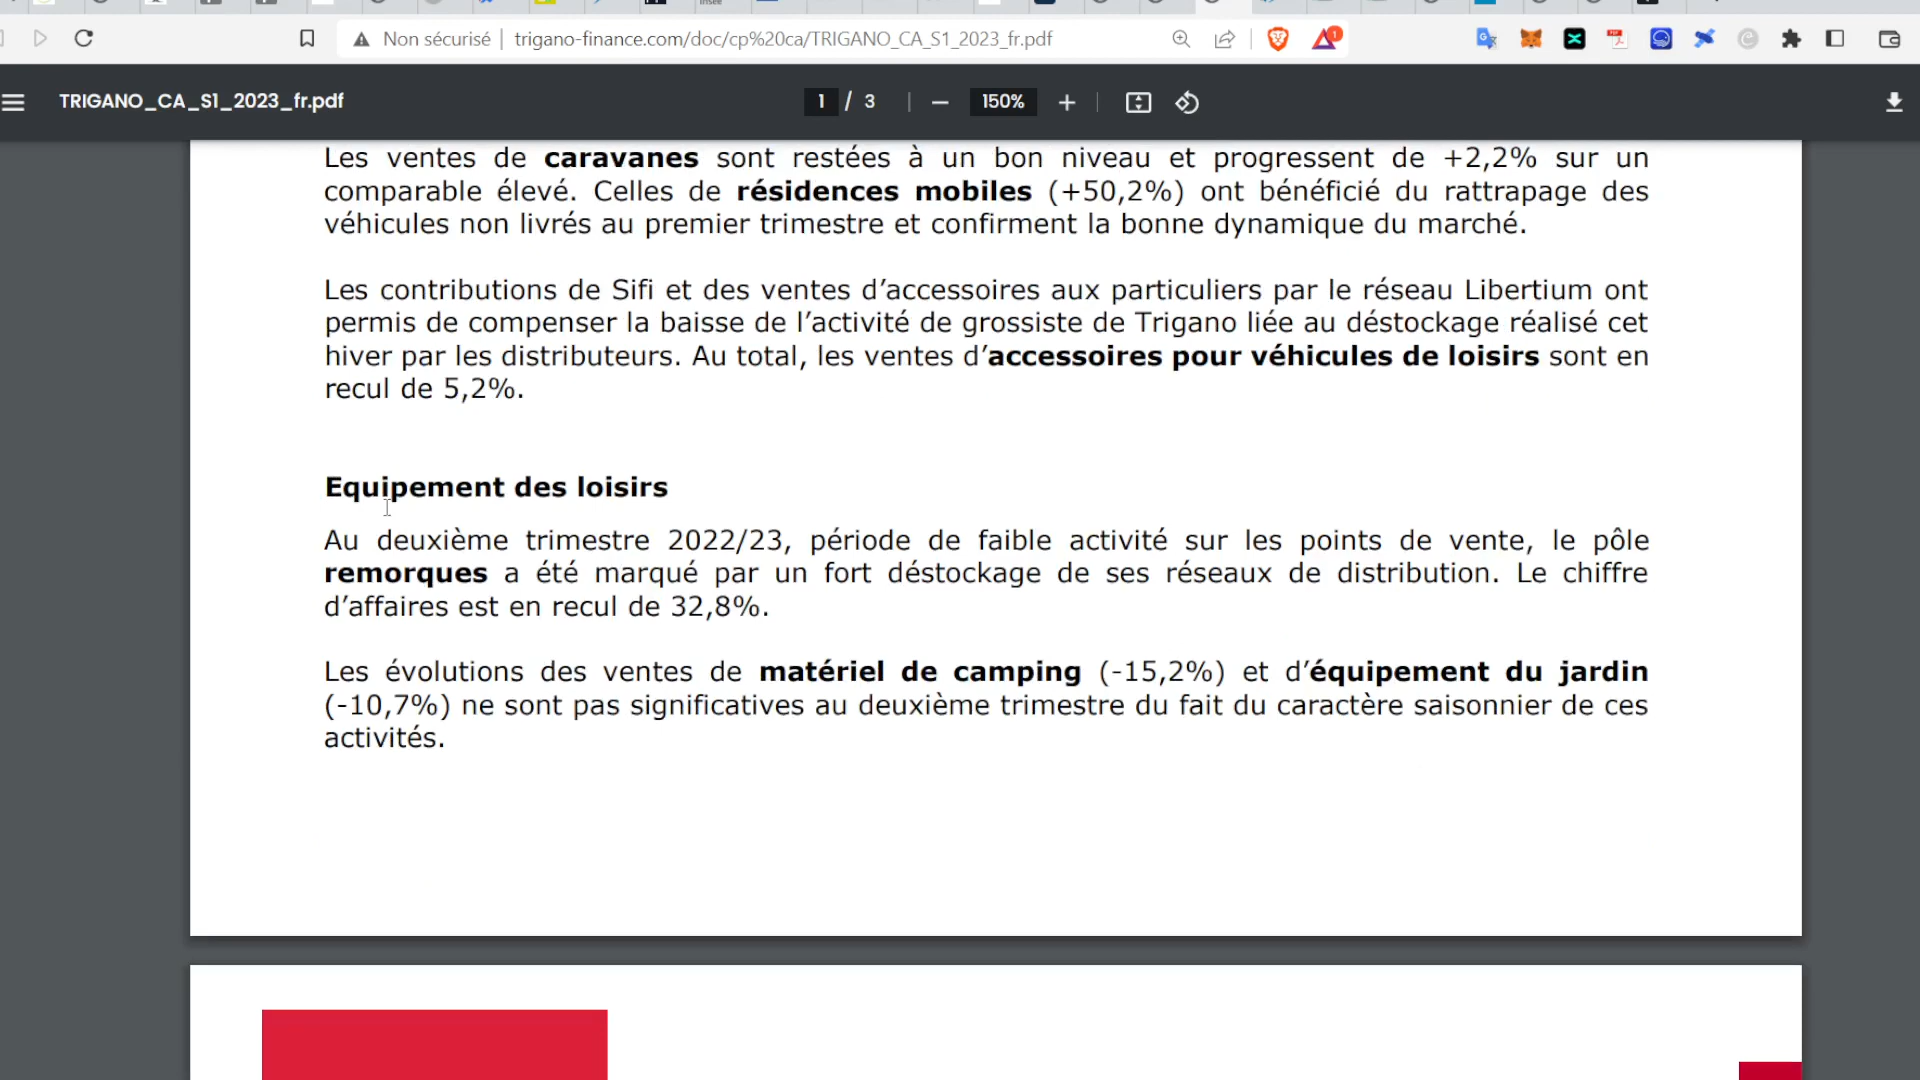 Non sécurisé
trigano-finance.com/doc/cp%20ca/TRIGANO_CA_S1_2023_fr.pdf
1
TRIGANO_CA_S1_2023_fr.pdf
1 / 3
150%
Les ventes de caravanes sont restées à un bon niveau et progressent de +2,2% sur un
comparable élevé. Celles de résidences mobiles (+50,2%) ont bénéficié du rattrapage des
véhicules non livrés au premier trimestre et confirment la bonne dynamique du marché.
Les contributions de Sifi et des ventes d’accessoires aux particuliers par le réseau Libertium ont
permis de compenser la baisse de l’activité de grossiste de Trigano liée au déstockage réalisé cet
hiver par les distributeurs. Au total, les ventes d’accessoires pour véhicules de loisirs sont en
recul de 5,2%.
Equipement des loisirs
Au deuxième trimestre 2022/23, période de faible activité sur les points de vente, le pôle
remorques a été marqué par un fort déstockage de ses réseaux de distribution. Le chiffre
d’affaires est en recul de 32,8%.
Les évolutions des ventes de matériel de camping (-15,2%) et d’équipement du jardin
(-10,7%) ne sont pas significatives au deuxième trimestre du fait du caractère saisonnier de ces
activités.